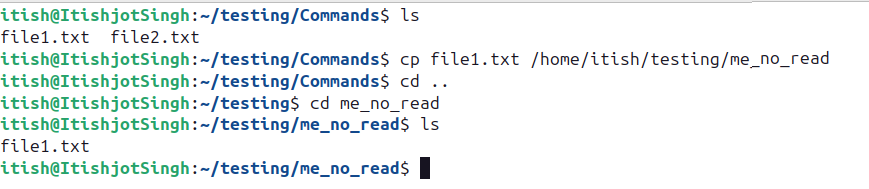 itish@ItishjotSingh:~/testing/Commands$ ls
file1.txt  file2.txt
itish@ItishjotSingh:~/testing/Commands$ cp file1.txt /home/itish/testing/me_no_read
itish@ItishjotSingh:~/testing/Commands$ cd ..
itish@ItishjotSingh:~/testing$ cd me_no_read
itish@ItishjotSingh:~/testing/me_no_read$ ls
file1.txt
itish@ItishjotSingh:~/testing/me_no_read$